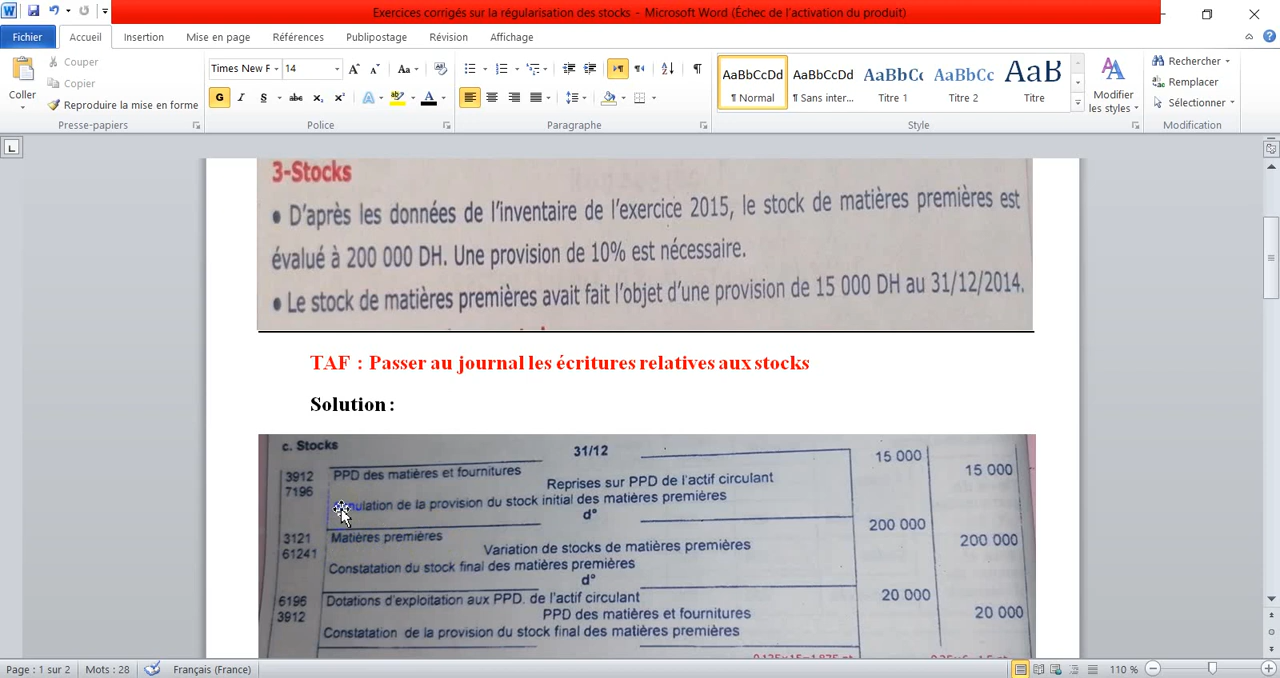 Exercices corrigés sur la régularisation des stocks - Microsoft Word (Échec de l'activation du produit)
Fichier Accueil Insertion Mise en page Références Publipostage Révision Affichage
Coller
Couper
Copier
Reproduire la mise en forme
Presse-papiers
Times New F 14
G I S abc x₂ x² A A
Police
Paragraphe
AaBbCcDd AaBbCcDd AaBbCc AaBbCc AaB
¶ Normal ¶ Sans inter... Titre 1 Titre 2 Titre
Modifier les styles
Style
Rechercher
Remplacer
Sélectionner
Modification
3-Stocks
• D'après les données de l'inventaire de l'exercice 2015, le stock de matières premières est
évalué à 200 000 DH. Une provision de 10% est nécessaire.
• Le stock de matières premières avait fait l'objet d'une provision de 15 000 DH au 31/12/2014.
TAF : Passer au journal les écritures relatives aux stocks
Solution :
c. Stocks
31/12
3912 PPD des matières et fournitures 15 000
7196 Reprises sur PPD de l'actif circulant 15 000
de la provision du stock initial des matières premières
d°
3121 Matières premières 200 000
61241 Variation de stocks de matières premières 200 000
Constatation du stock final des matières premières
d°
6196 Dotations d'exploitation aux PPD. de l'actif circulant 20 000
3912 PPD des matières et fournitures 20 000
Constatation de la provision du stock final des matières premières
Page : 1 sur 2 Mots : 28 Français (France) 110 %